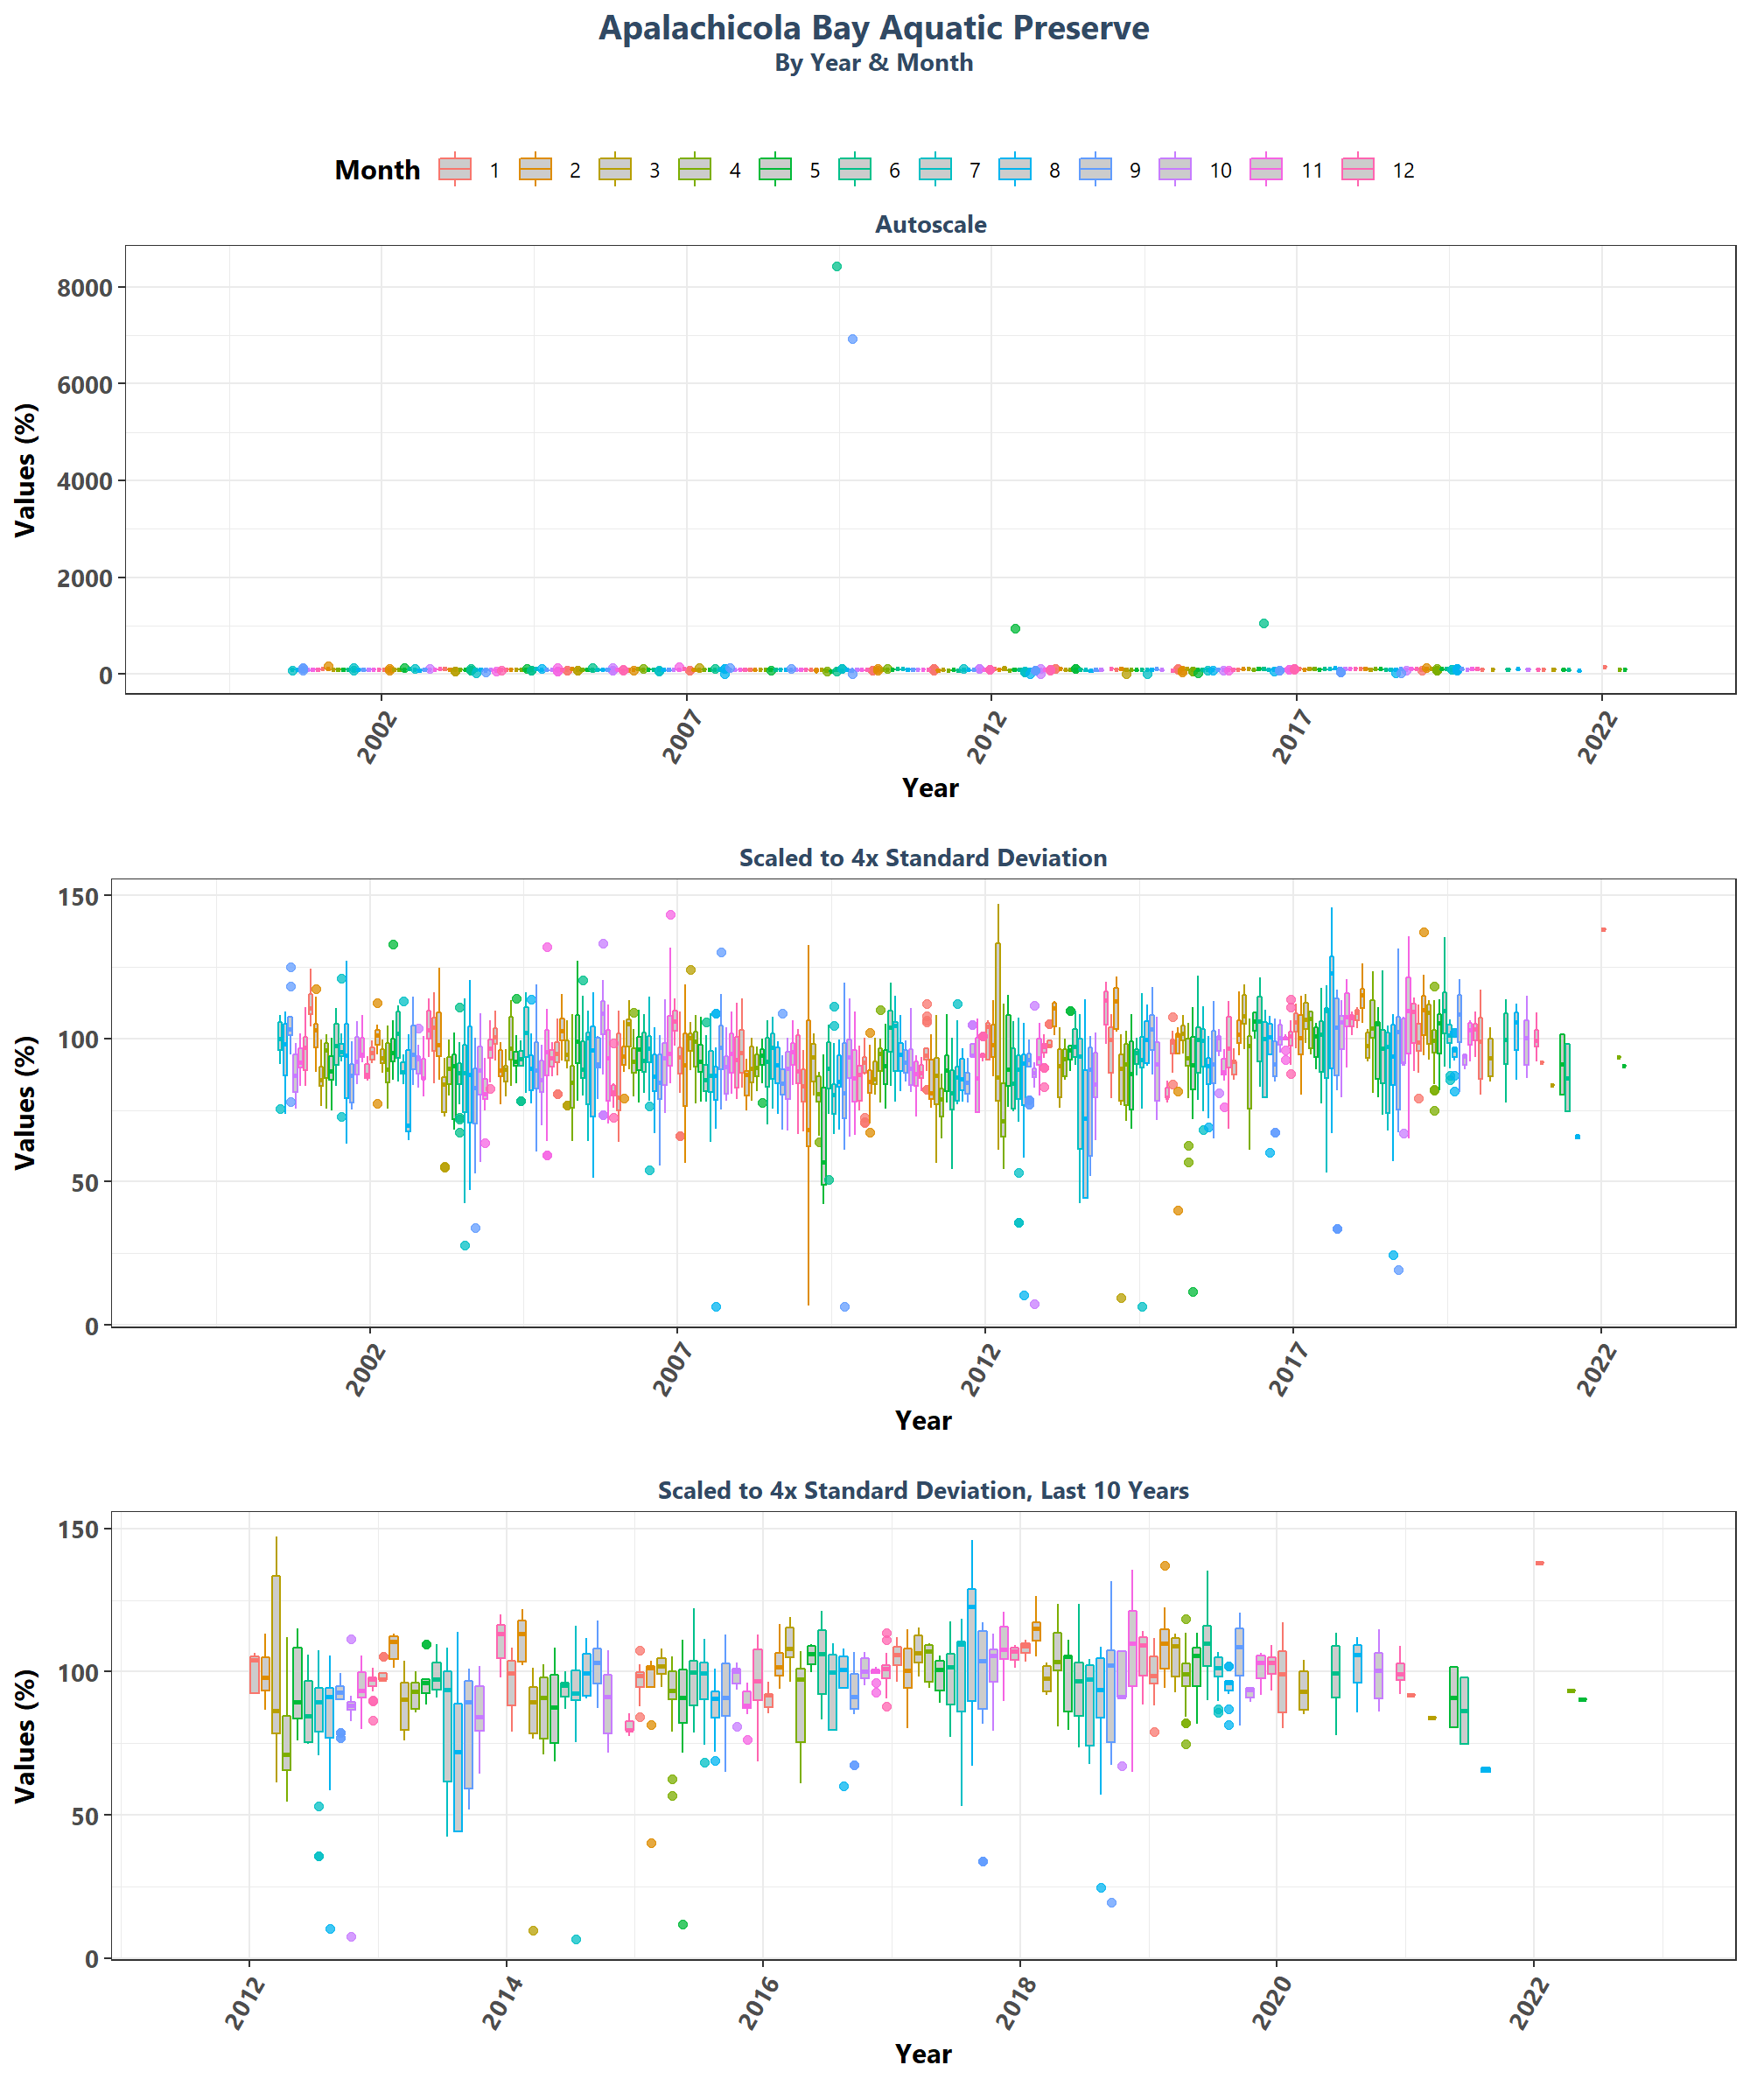 Apalachicola Bay Aquatic Preserve
By Year & Month
Month 1 2 3 4 5 6 7 8 9 10 11 12
Autoscale
Values (%)
8000
6000
4000
2000
0
2002 2007 2012 2017 2022
Year
Scaled to 4x Standard Deviation
Values (%)
150
100
50
0
2002 2007 2012 2017 2022
Year
Scaled to 4x Standard Deviation, Last 10 Years
Values (%)
150
100
50
0
2012 2014 2016 2018 2020 2022
Year